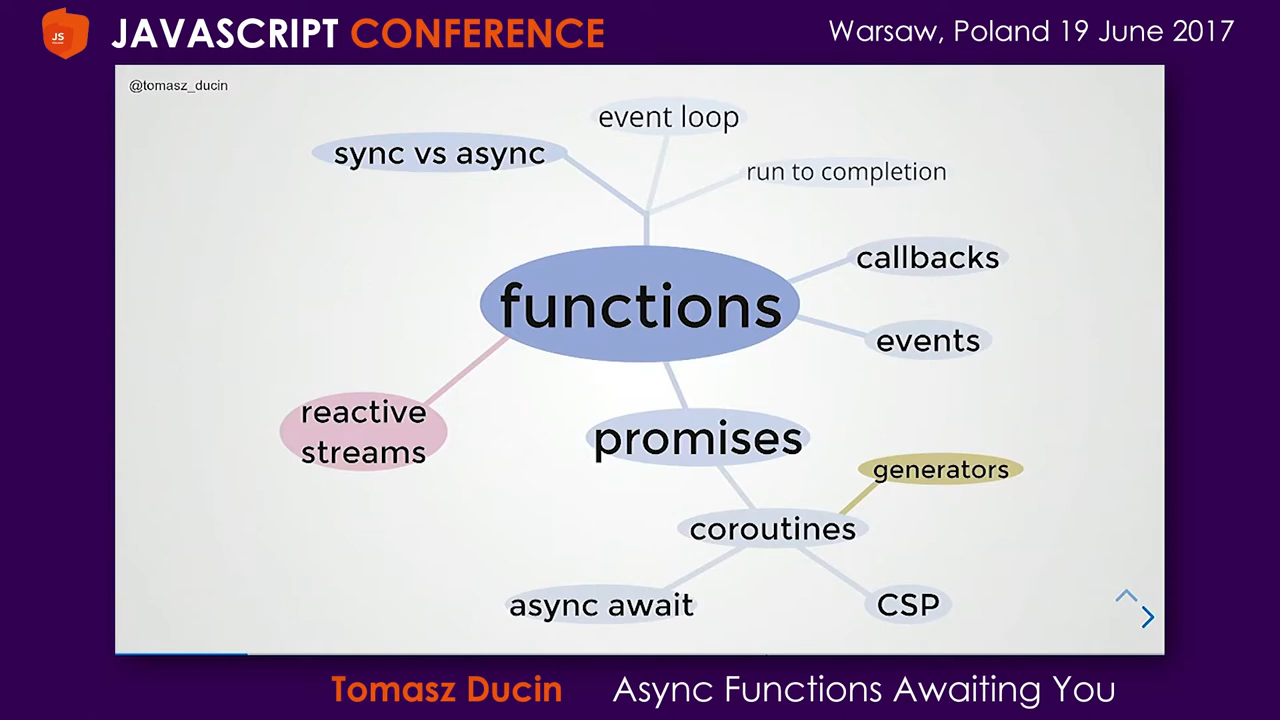 JS
JAVASCRIPT CONFERENCE
Warsaw, Poland 19 June 2017
@tomasz_ducin
event loop
sync vs async
run to completion
callbacks
functions
events
reactive
streams
promises
generators
coroutines
async await
CSP
Tomasz Ducin
Async Functions Awaiting You